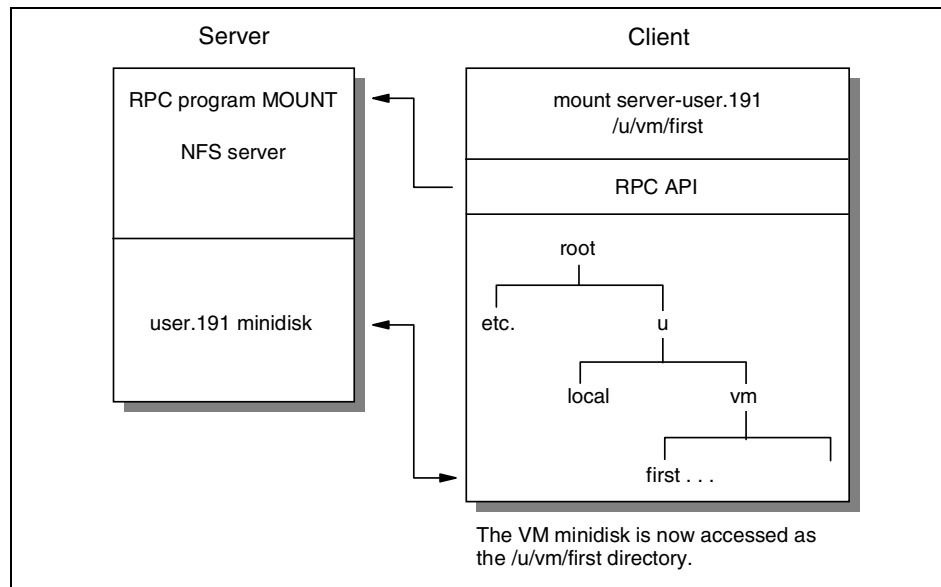 Server
Client
RPC program MOUNT
NFS server
user.191 minidisk
mount server-user.191
/u/vm/first
RPC API
root
etc.
u
local
vm
first . . .
The VM minidisk is now accessed as
the /u/vm/first directory.